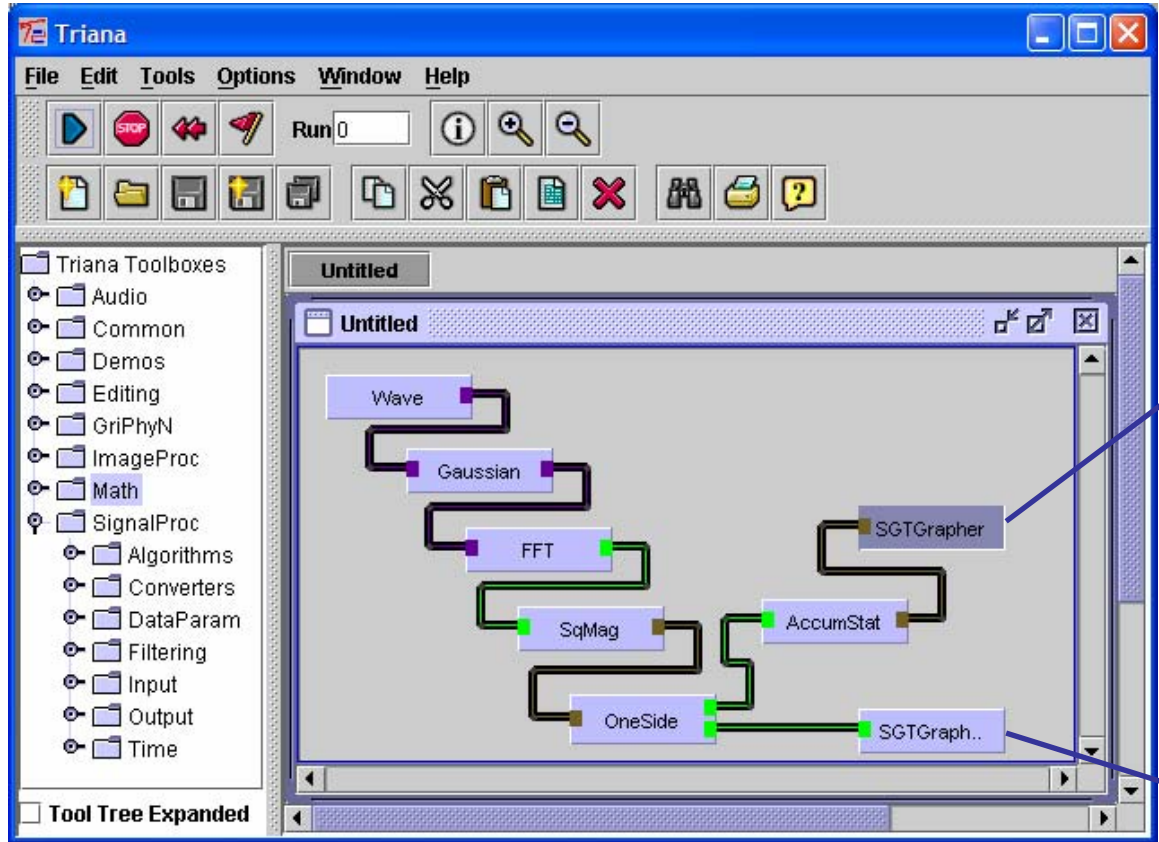 Triana
File Edit Tools Options Window Help
STOP
Run 0
Triana Toolboxes
Audio
Common
Demos
Editing
GriPhyN
ImageProc
Math
SignalProc
Algorithms
Converters
DataParam
Filtering
Input
Output
Time
Tool Tree Expanded
Untitled
Untitled
Wave
Gaussian
FFT
SqMag
OneSide
AccumStat
SGTGrapher
SGTGraph..